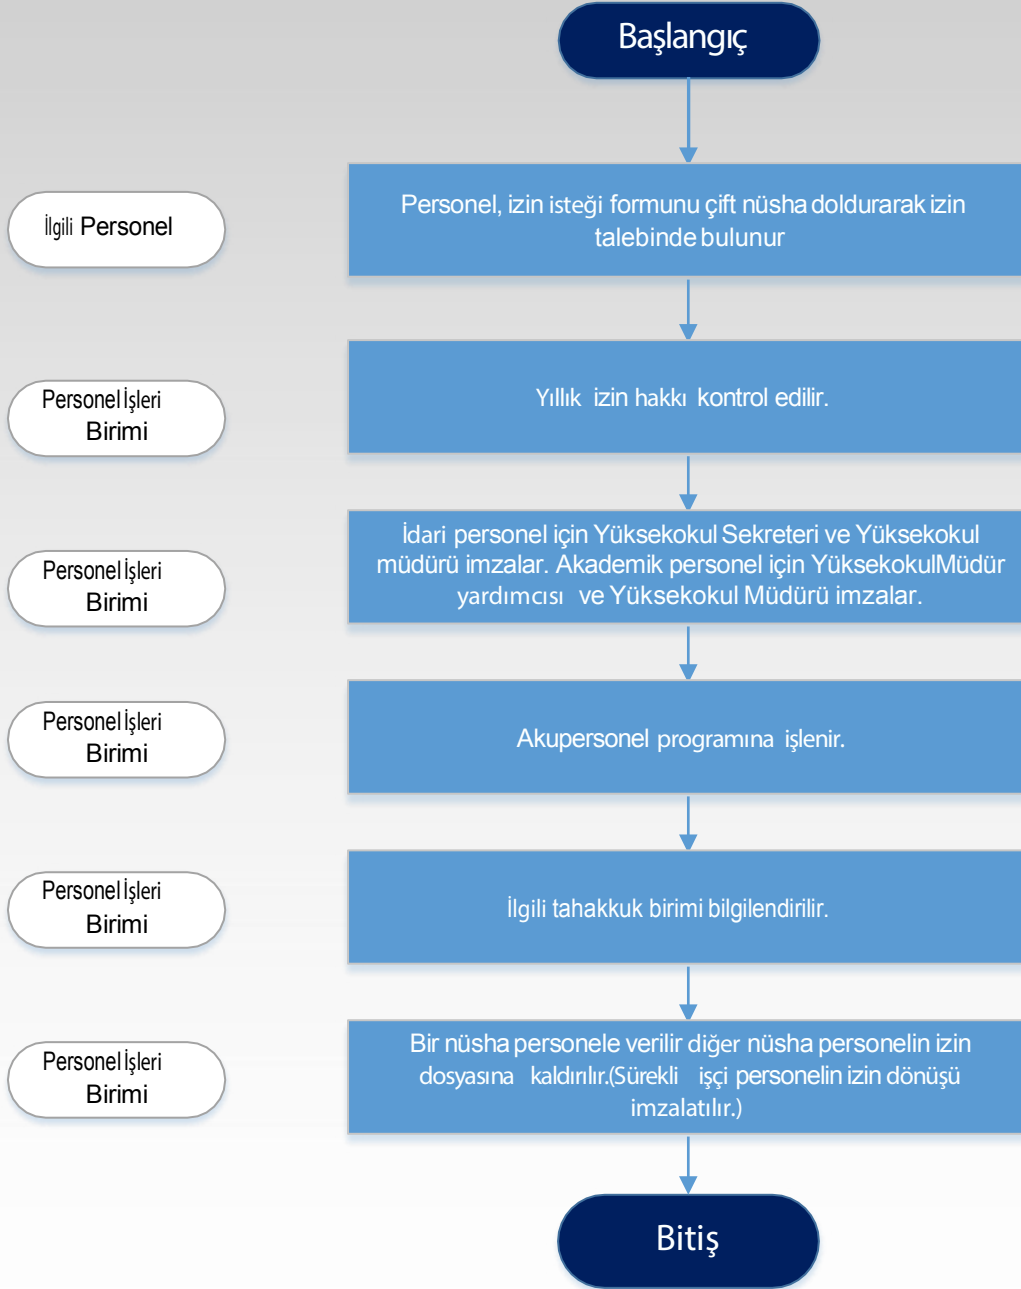 Başlangıç
İlgili Personel
Personel, izin isteği formunu çift nüsha doldurarak izin
talebinde bulunur
Personel İşleri
Birimi
Yıllık izin hakkı kontrol edilir.
Personel İşleri
Birimi
İdari personel için Yüksekokul Sekreteri ve Yüksekokul
müdürü imzalar. Akademik personel için YüksekokulMüdür
yardımcısı ve Yüksekokul Müdürü imzalar.
Personel İşleri
Birimi
Akupersonel programına işlenir.
Personel İşleri
Birimi
İlgili tahakkuk birimi bilgilendirilir.
Personel İşleri
Birimi
Bir nüsha personele verilir diğer nüsha personelin izin
dosyasına kaldırılır.(Sürekli işçi personelin izin dönüşü
imzalatılır.)
Bitiş